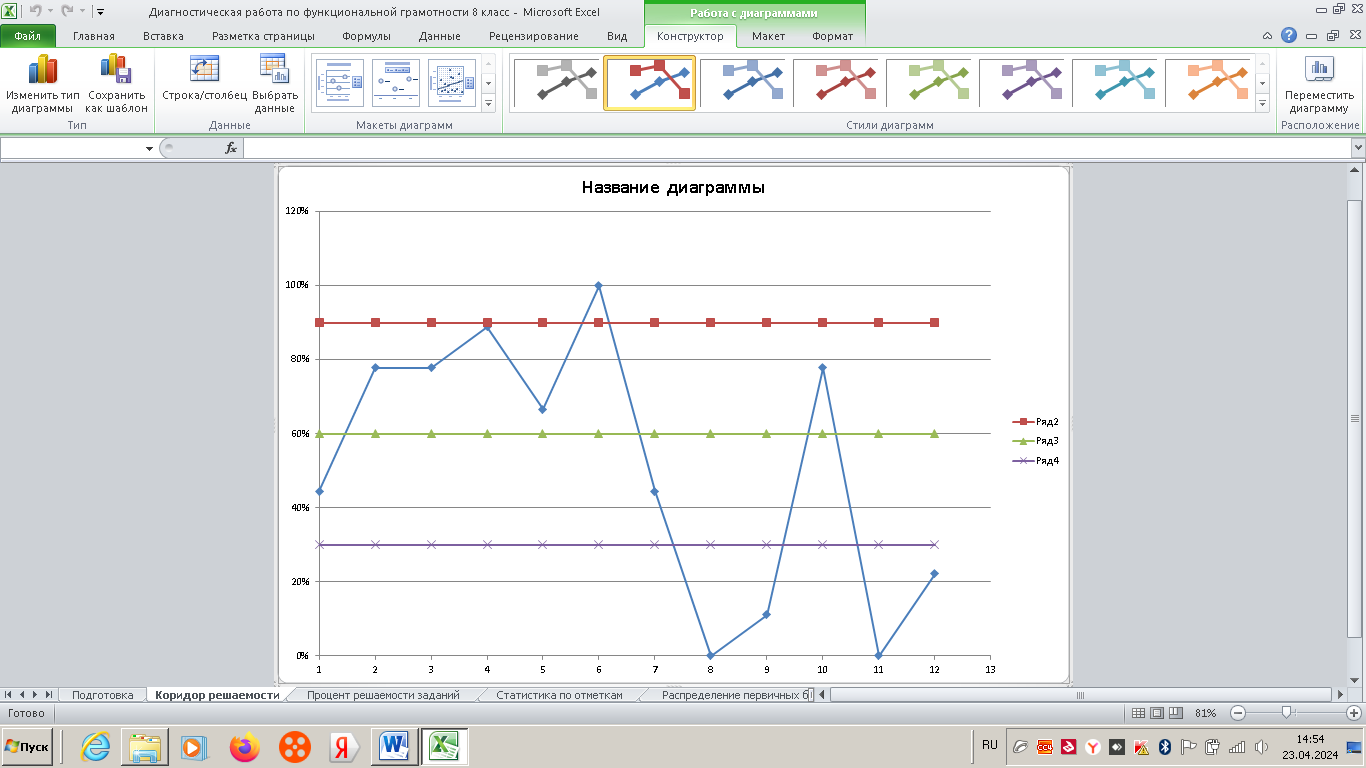 Диагностическая работа по функциональной грамотности 8 класс - Microsoft Excel
Работа с диаграммами
Файл Главная Вставка Разметка страницы Формулы Данные Рецензирование Вид Конструктор Макет Формат
Изменить тип диаграммы
Сохранить как шаблон
Строка/столбец
Выбрать данные
Переместить диаграмму
Тип Данные Макеты диаграмм Стили диаграмм Расположение
fx
Название диаграммы
120%
100%
80%
60%
40%
20%
0%
1 2 3 4 5 6 7 8 9 10 11 12 13
Ряд2
Ряд3
Ряд4
Подготовка Коридор решаемости Процент решаемости заданий Статистика по отметкам Распределение первичных б
Готово 81%
Пуск RU 14:54
23.04.2024